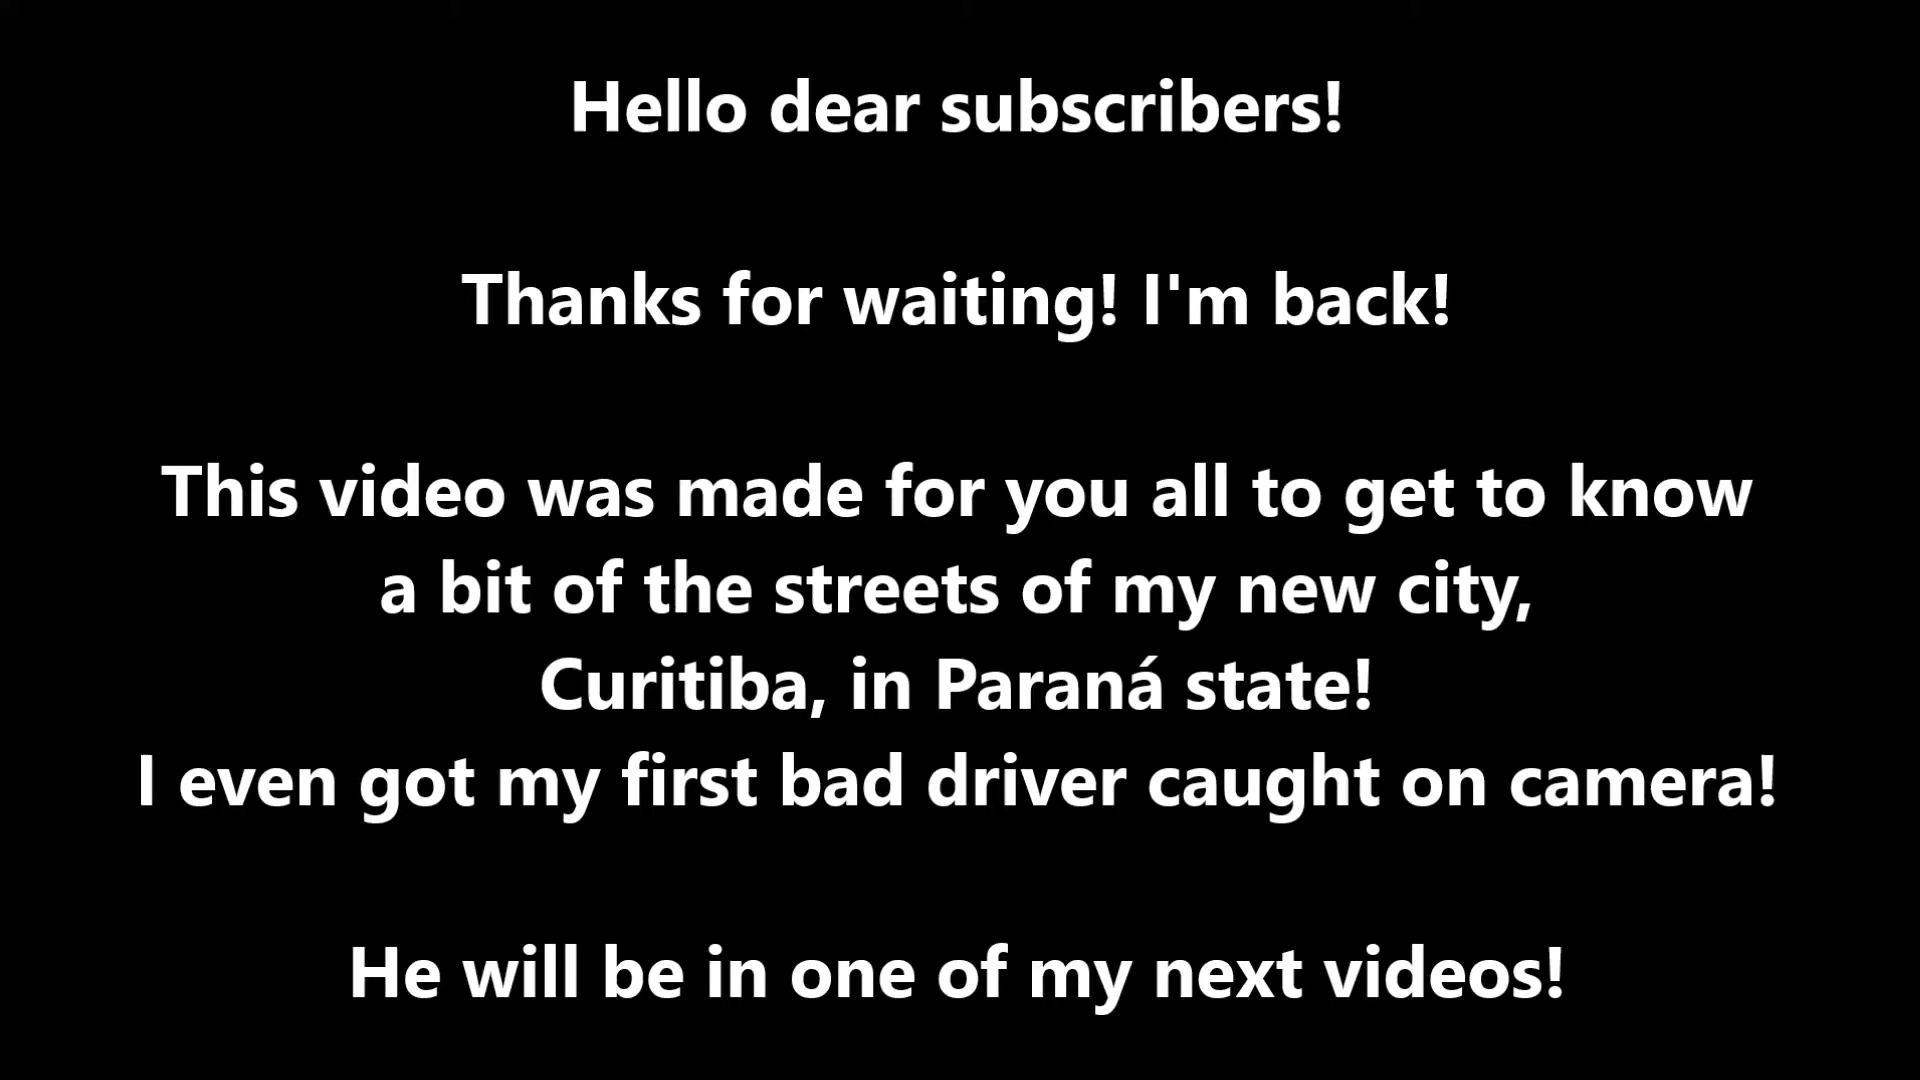 Hello dear subscribers!
Thanks for waiting! I'm back!
This video was made for you all to get to know
a bit of the streets of my new city,
Curitiba, in Paraná state!
I even got my first bad driver caught on camera!
He will be in one of my next videos!